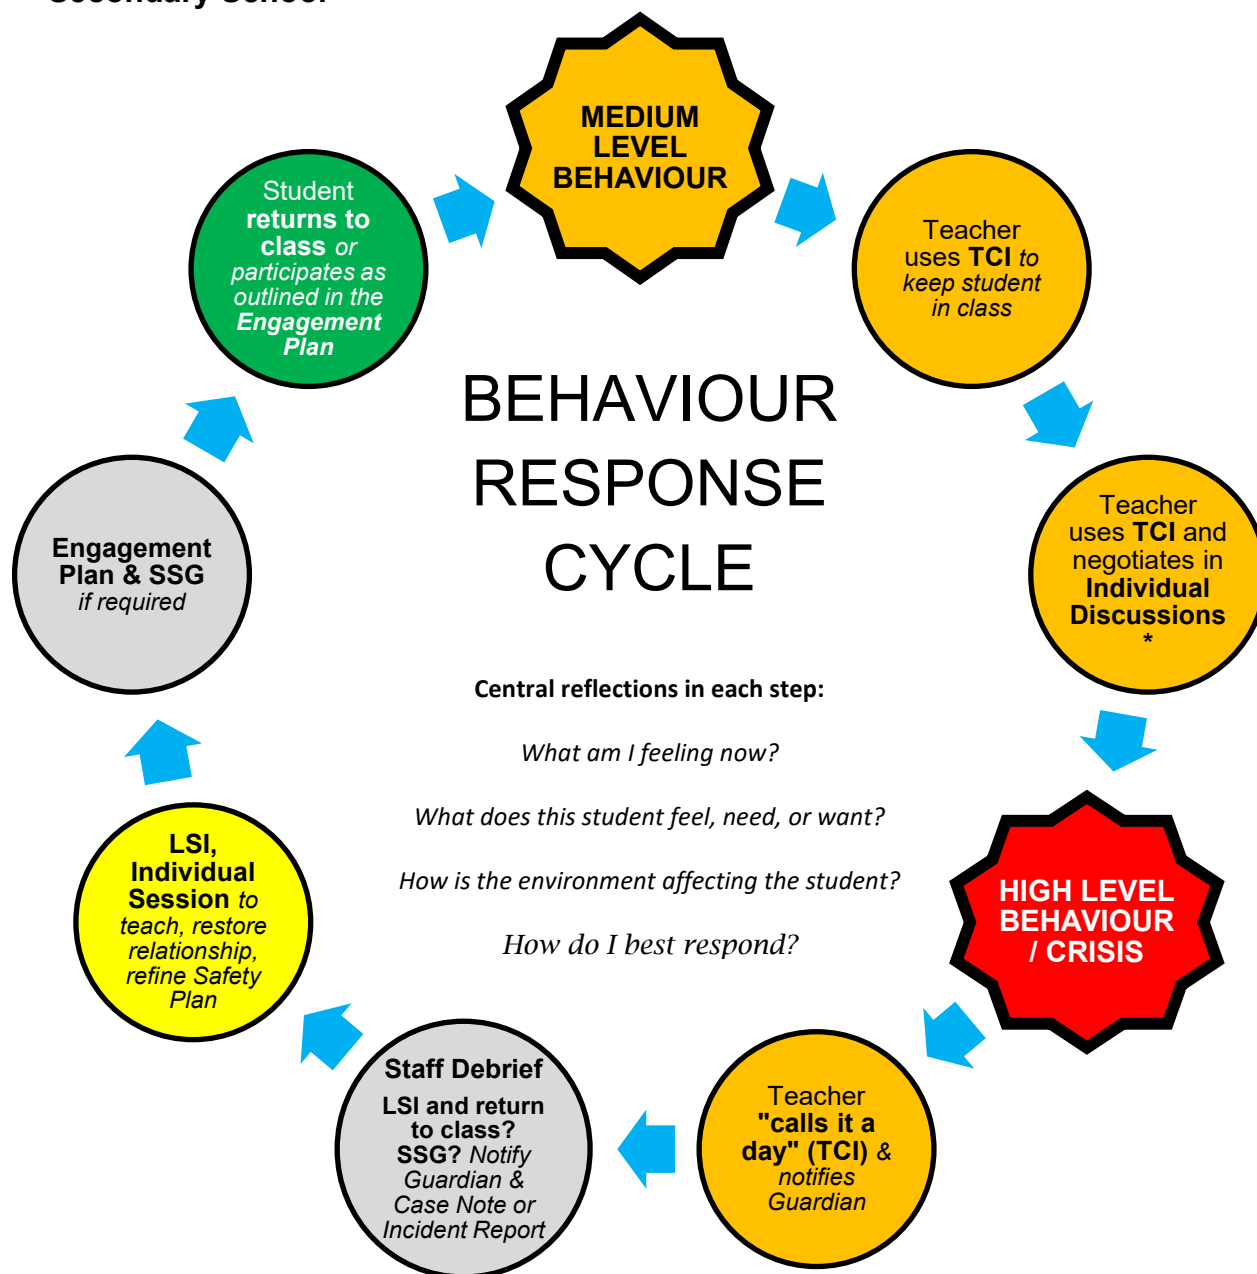 Secondary School
MEDIUM
LEVEL
BEHAVIOUR
Teacher
uses TCI to
keep student
in class
Teacher
uses TCI and
negotiates in
Individual
Discussions
*
HIGH LEVEL
BEHAVIOUR
/ CRISIS
Teacher
"calls it a
day" (TCI) &
notifies
Guardian
Staff Debrief
LSI and return
to class?
SSG? Notify
Guardian &
Case Note or
Incident Report
LSI,
Individual
Session to
teach, restore
relationship,
refine Safety
Plan
Engagement
Plan & SSG
if required
Student
returns to
class or
participates as
outlined in the
Engagement
Plan
BEHAVIOUR
RESPONSE
CYCLE
Central reflections in each step:
What am I feeling now?
What does this student feel, need, or want?
How is the environment affecting the student?
How do I best respond?